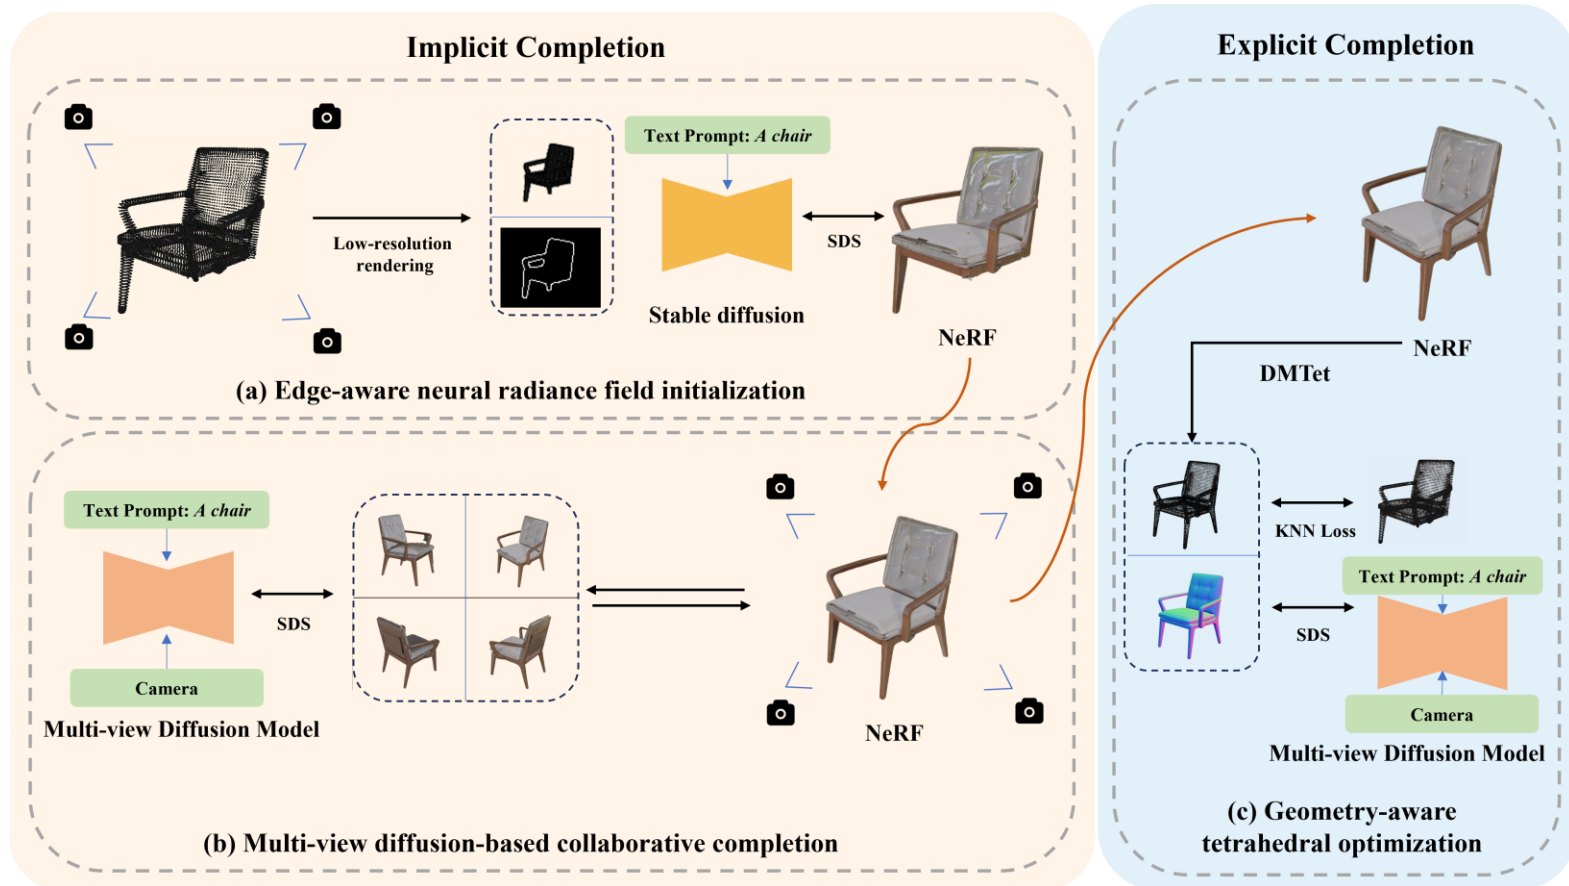 Implicit Completion
Text Prompt: A chair
Low-resolution
rendering
SDS
Stable diffusion
NeRF
(a) Edge-aware neural radiance field initialization
Text Prompt: A chair
SDS
Camera
Multi-view Diffusion Model
NeRF
(b) Multi-view diffusion-based collaborative completion
Explicit Completion
NeRF
DMTet
KNN Loss
Text Prompt: A chair
SDS
Camera
Multi-view Diffusion Model
(c) Geometry-aware
tetrahedral optimization